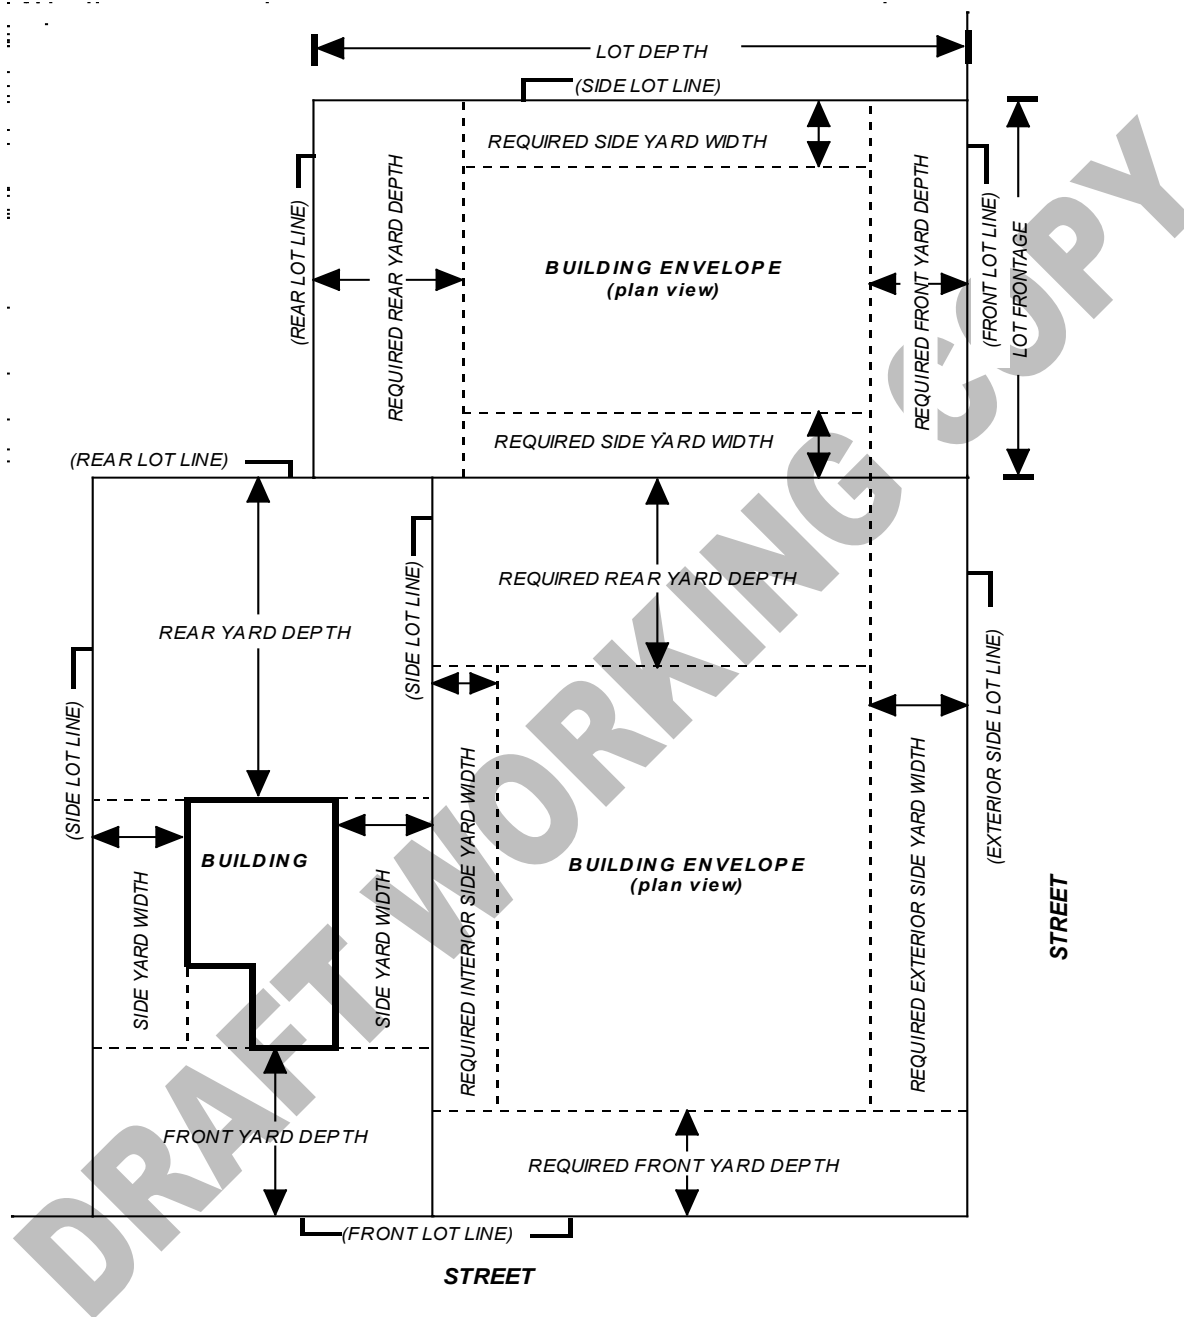 LOT DEPTH
(SIDE LOT LINE)
REQUIRED SIDE YARD WIDTH
(REAR LOT LINE)
REQUIRED REAR YARD DEPTH
BUILDING ENVELOPE
(plan view)
REQUIRED FRONT YARD DEPTH
(FRONT LOT LINE)
LOT FRONTAGE
REQUIRED SIDE YARD WIDTH
(REAR LOT LINE)
REAR YARD DEPTH
(SIDE LOT LINE)
(SIDE LOT LINE)
REQUIRED REAR YARD DEPTH
(EXTERIOR SIDE LOT LINE)
BUILDING
SIDE YARD WIDTH
SIDE YARD WIDTH
REQUIRED INTERIOR SIDE YARD WIDTH
BUILDING ENVELOPE
(plan view)
REQUIRED EXTERIOR SIDE YARD WIDTH
STREET
FRONT YARD DEPTH
REQUIRED FRONT YARD DEPTH
(FRONT LOT LINE)
STREET
DRAFT WORKING COPY